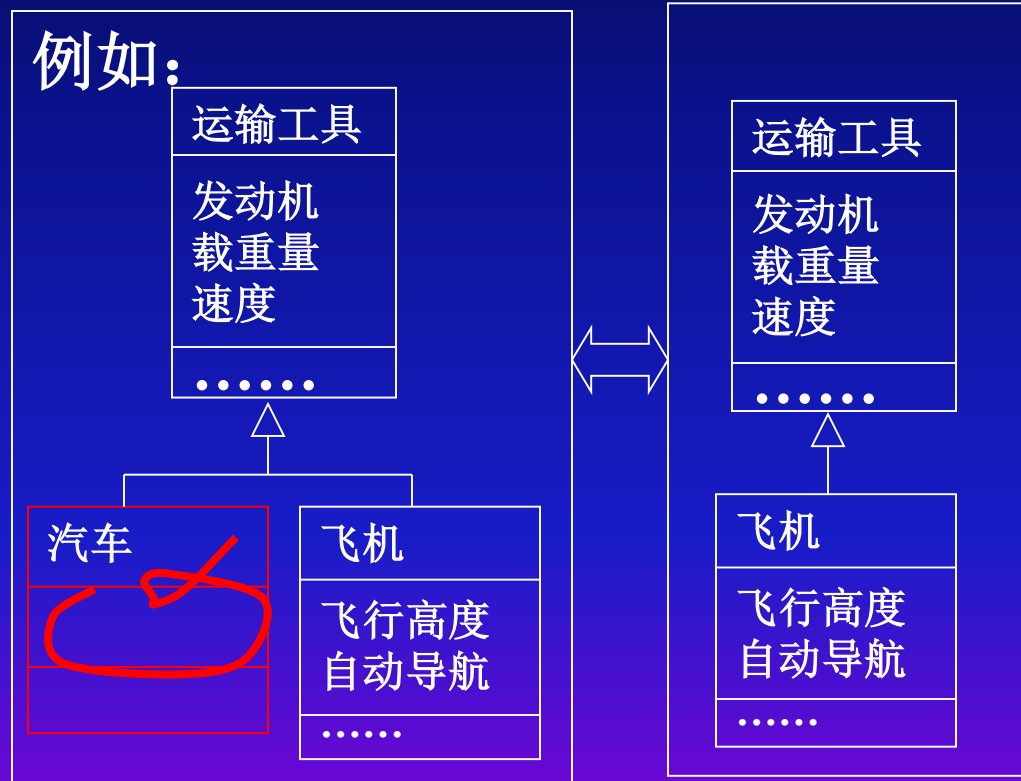 例如：
运输工具
发动机
载重量
速度
……
汽车
飞机
飞行高度
自动导航
……
运输工具
发动机
载重量
速度
……
飞机
飞行高度
自动导航
……